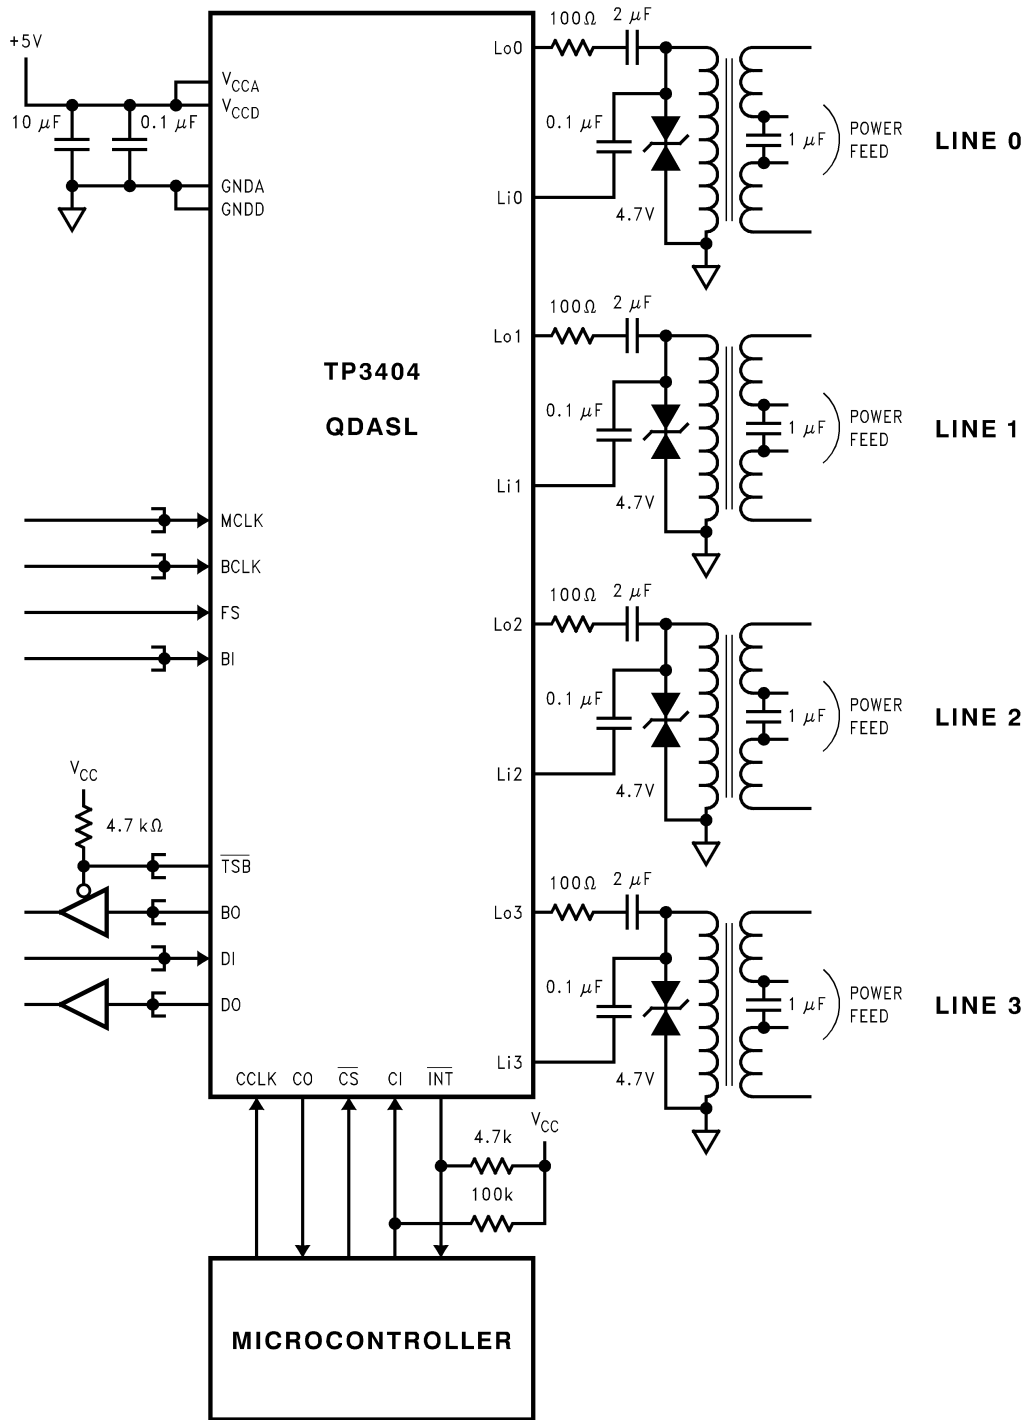 +5V
10 μF
0.1 μF
VCCA
VCCD
GNDA
GNDD
TP3404
QDASL
MCLK
BCLK
FS
BI
VCC
4.7 kΩ
TSB
BO
DI
DO
Lo0
100Ω
2 μF
0.1 μF
Li0
4.7V
1 μF
POWER
FEED
LINE 0
Lo1
100Ω
2 μF
0.1 μF
Li1
4.7V
1 μF
POWER
FEED
LINE 1
Lo2
100Ω
2 μF
0.1 μF
Li2
4.7V
1 μF
POWER
FEED
LINE 2
Lo3
100Ω
2 μF
0.1 μF
Li3
4.7V
1 μF
POWER
FEED
LINE 3
CCLK CO CS CI INT
VCC
4.7k
100k
MICROCONTROLLER